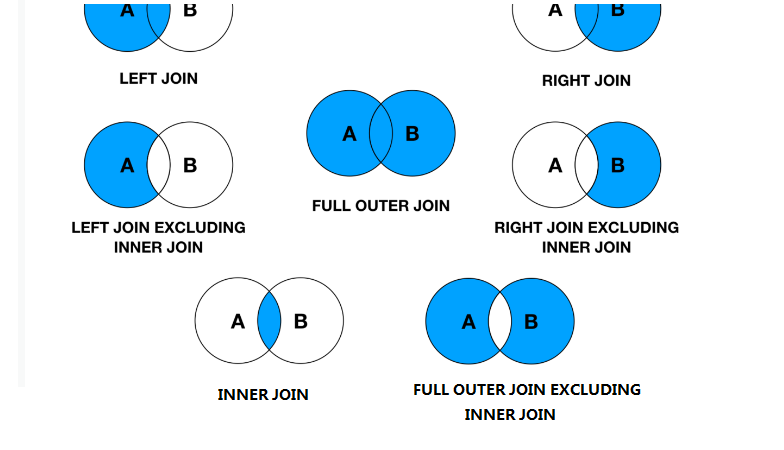 A B
A B
LEFT JOIN
RIGHT JOIN
A B
FULL OUTER JOIN
A B
LEFT JOIN EXCLUDING
INNER JOIN
A B
RIGHT JOIN EXCLUDING
INNER JOIN
A B
INNER JOIN
A B
FULL OUTER JOIN EXCLUDING
INNER JOIN